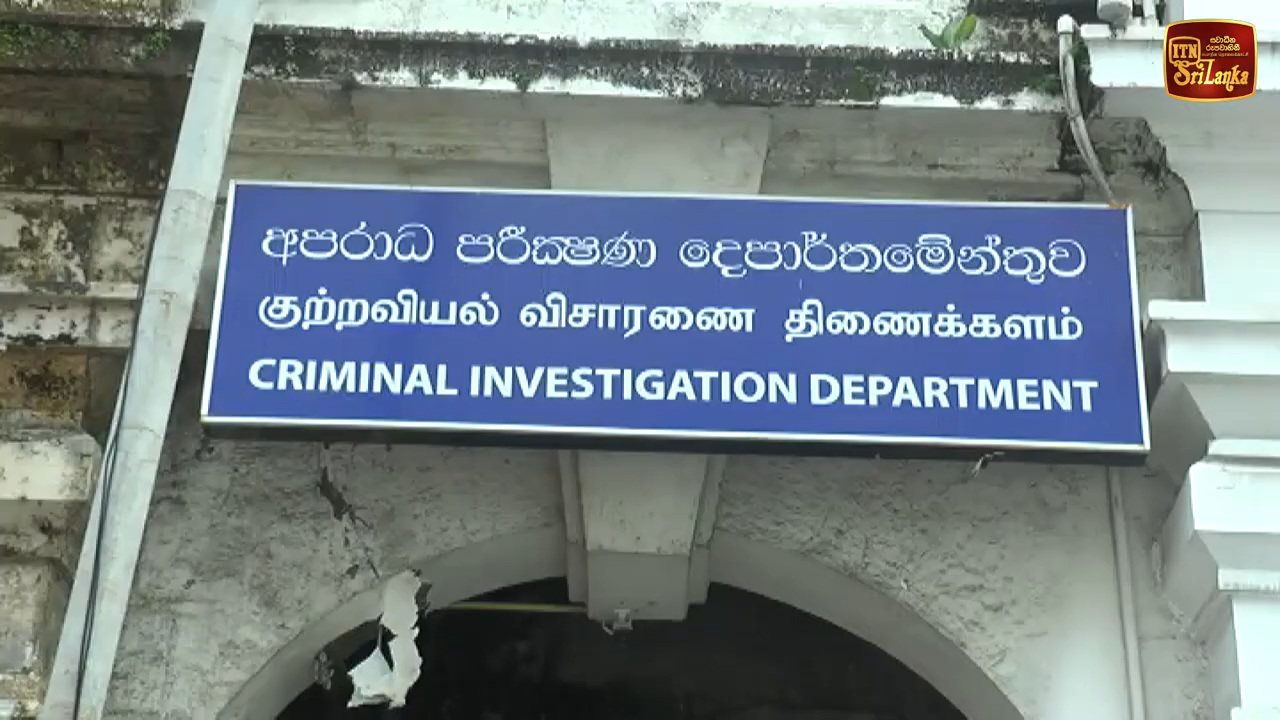 අපරාධ පරීක්ෂණ දෙපාර්තමේන්තුව
குற்றவியல் விசாரணை திணைக்களம்
CRIMINAL INVESTIGATION DEPARTMENT
ITN
SriLanka